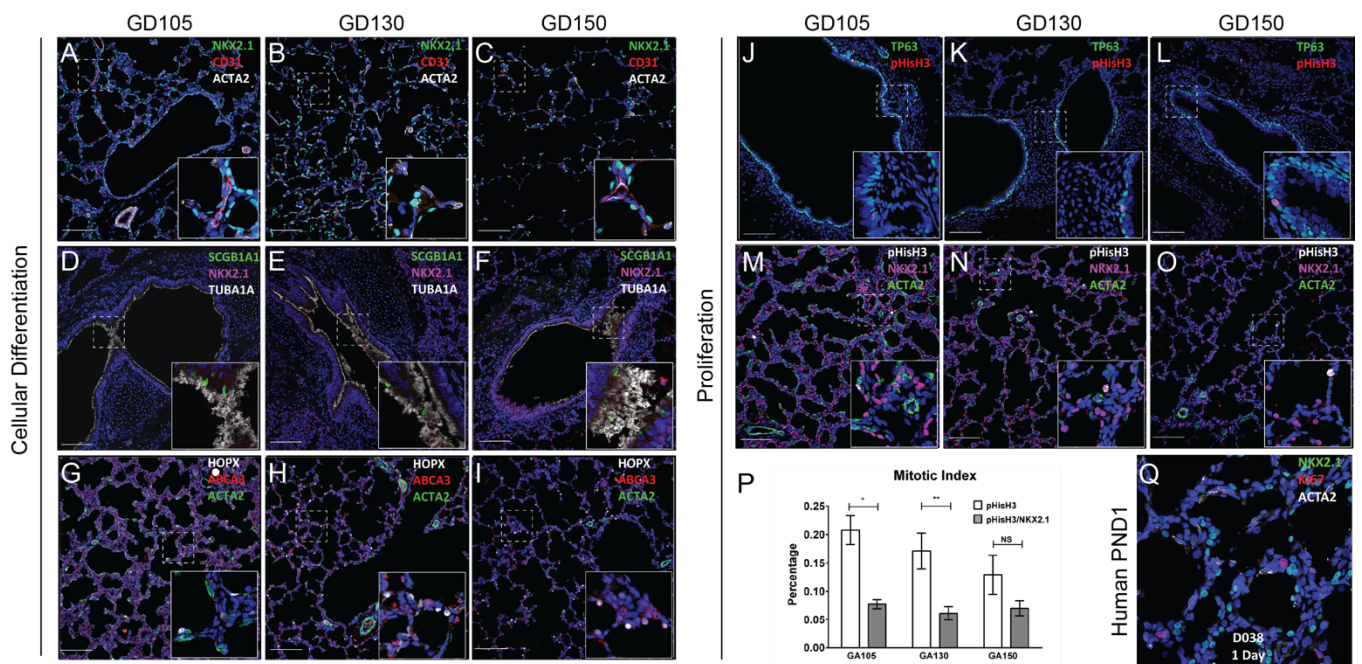 GD105 GD130 GD150 GD105 GD130 GD150
Cellular Differentiation
A NKX2.1 CD31 ACTA2
B NKX2.1 CD31 ACTA2
C NKX2.1 CD31 ACTA2
D SCGB1A1 NKX2.1 TUBA1A
E SCGB1A1 NKX2.1 TUBA1A
F SCGB1A1 NKX2.1 TUBA1A
G HOPX ABCA3 ACTA2
H HOPX ABCA3 ACTA2
I HOPX ABCA3 ACTA2
Proliferation
J TP63 pHisH3
K TP63 pHisH3
L TP63 pHisH3
M pHisH3 NKX2.1 ACTA2
N pHisH3 NKX2.1 ACTA2
O pHisH3 NKX2.1 ACTA2
P Mitotic Index
pHisH3
pHisH3/NKX2.1
* ** NS
Percentage
0.25
0.20
0.15
0.10
0.05
0.00
GA105 GA130 GA150
Human PND1
Q NKX2.1 Ki67 ACTA2
D038
1 Day